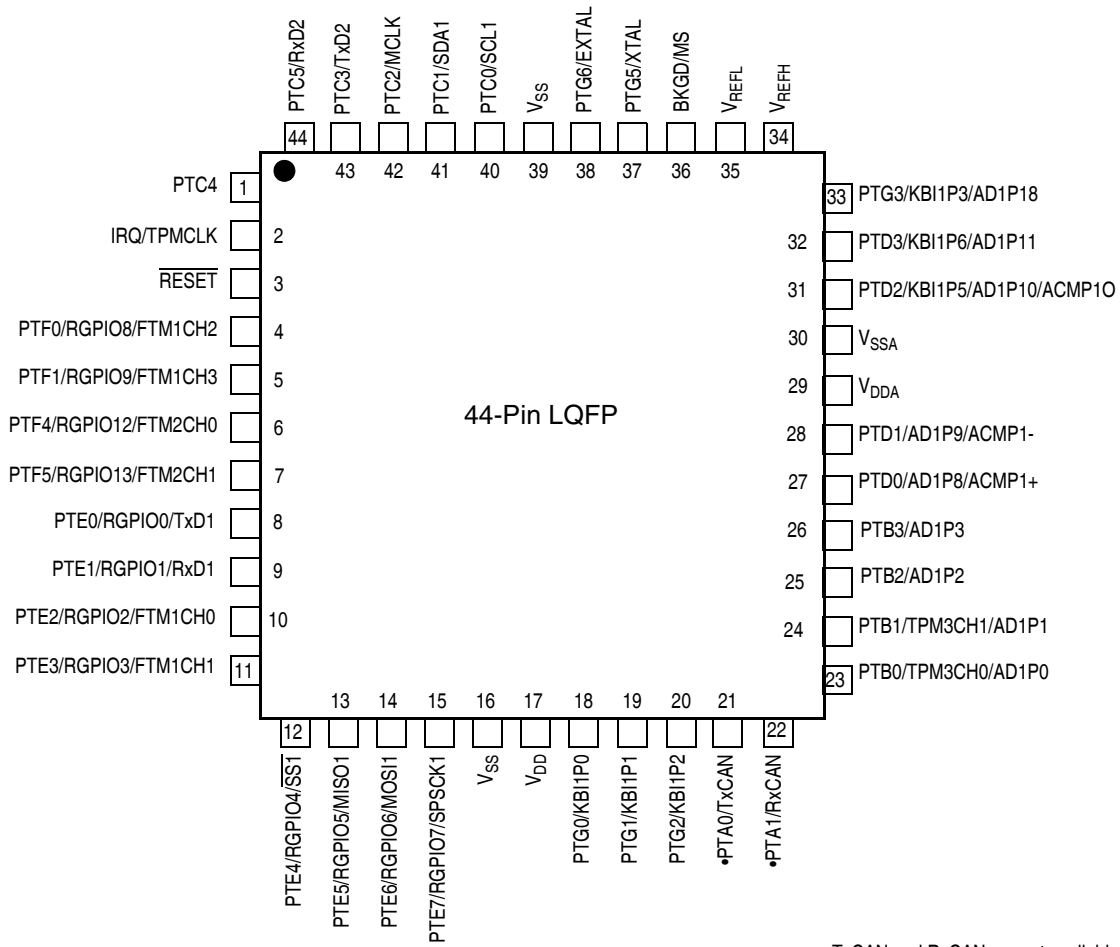 PTC5/RxD2
PTC3/TxD2
PTC2/MCLK
PTC1/SDA1
PTC0/SCL1
VSS
PTG6/EXTAL
PTG5/XTAL
BKGD/MS
VREFL
VREFH
44
43
42
41
40
39
38
37
36
35
34
PTC4 1
IRQ/TPMCLK 2
RESET 3
PTF0/RGPIO8/FTM1CH2 4
PTF1/RGPIO9/FTM1CH3 5
PTF4/RGPIO12/FTM2CH0 6
PTF5/RGPIO13/FTM2CH1 7
PTE0/RGPIO0/TxD1 8
PTE1/RGPIO1/RxD1 9
PTE2/RGPIO2/FTM1CH0 10
PTE3/RGPIO3/FTM1CH1 11
44-Pin LQFP
33 PTG3/KBI1P3/AD1P18
32 PTD3/KBI1P6/AD1P11
31 PTD2/KBI1P5/AD1P10/ACMP1O
30 VSSA
29 VDDA
28 PTD1/AD1P9/ACMP1-
27 PTD0/AD1P8/ACMP1+
26 PTB3/AD1P3
25 PTB2/AD1P2
24 PTB1/TPM3CH1/AD1P1
23 PTB0/TPM3CH0/AD1P0
12
13
14
15
16
17
18
19
20
21
22
PTE4/RGPIO4/SS1
PTE5/RGPIO5/MISO1
PTE6/RGPIO6/MOSI1
PTE7/RGPIO7/SPSCK1
VSS
VDD
PTG0/KBI1P0
PTG1/KBI1P1
PTG2/KBI1P2
•PTA0/TxCAN
•PTA1/RxCAN